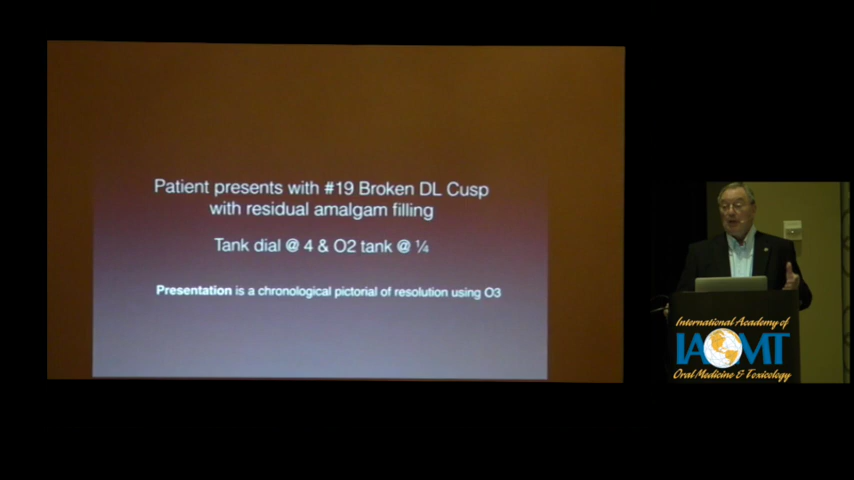 Patient presents with #19 Broken DL Cusp
with residual amalgam filling
Tank dial @ 4 & O2 tank @ ¼
Presentation is a chronological pictorial of resolution using O3
International Academy of
IAOMT
Oral Medicine & Toxicology